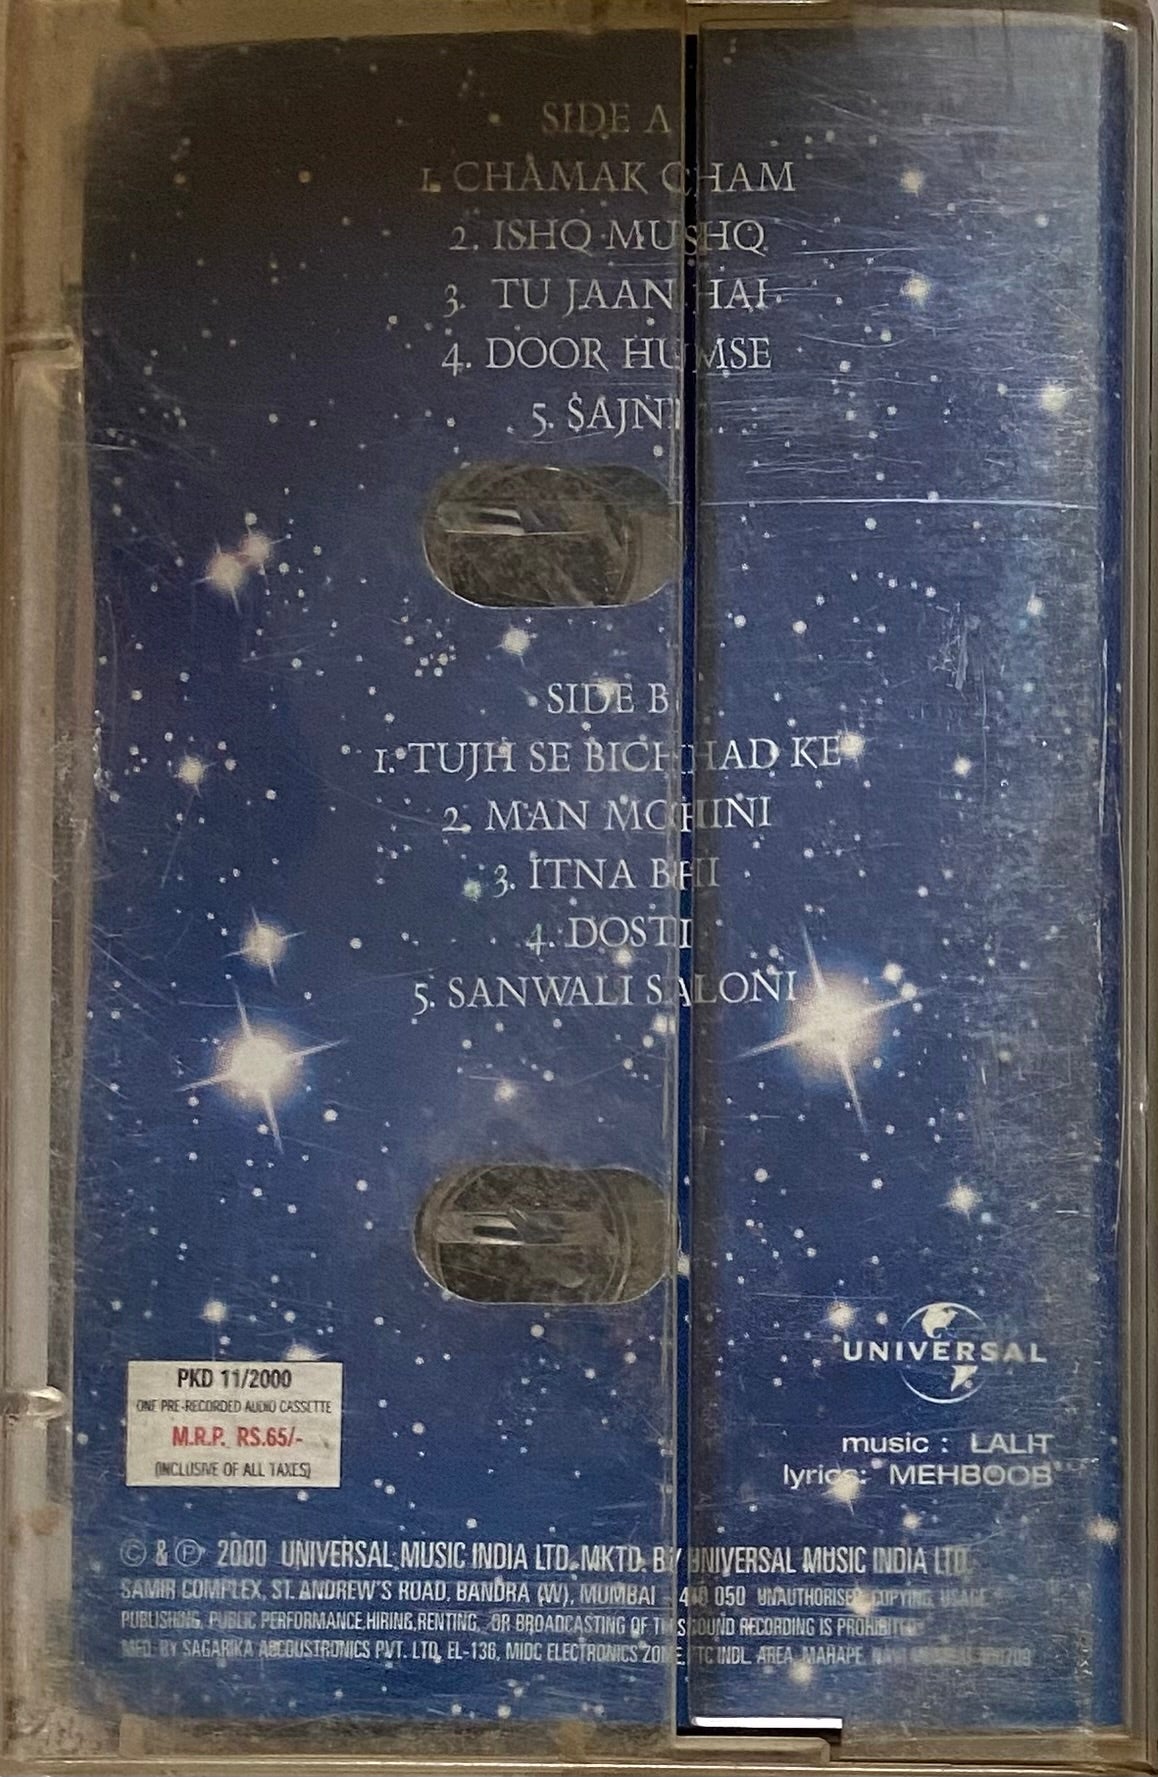 SIDE A
1. CHAMAK CHAM
2. ISHQ MUSHQ
3. TU JAAN HAI
4. DOOR HUMSE
5. SAJNI
SIDE B
1. TUJH SE BICHHAD KE
2. MAN MOHINI
3. ITNA BHI
4. DOSTI
5. SANWALI SALONI
UNIVERSAL
PKD 11/2000
ONE PRE-RECORDED AUDIO CASSETTE
M.R.P. RS.65/-
(INCLUSIVE OF ALL TAXES)
music : LALIT
lyrics: MEHBOOB
© & ℗ 2000 UNIVERSAL MUSIC INDIA LTD. MKTD. BY UNIVERSAL MUSIC INDIA LTD.
SAMIR COMPLEX, ST. ANDREW'S ROAD, BANDRA (W), MUMBAI 050 UNAUTHORISED COPYING, USAGE
PUBLISHING, PUBLIC PERFORMANCE, HIRING, RENTING, OR BROADCASTING OF THIS SOUND RECORDING IS PROHIBITED
MFD. BY SAGARIKA ACOUSTRONICS PVT. LTD, EL-136, MIDC ELECTRONICS ZONE, TTC INDL. AREA, MAHAPE,